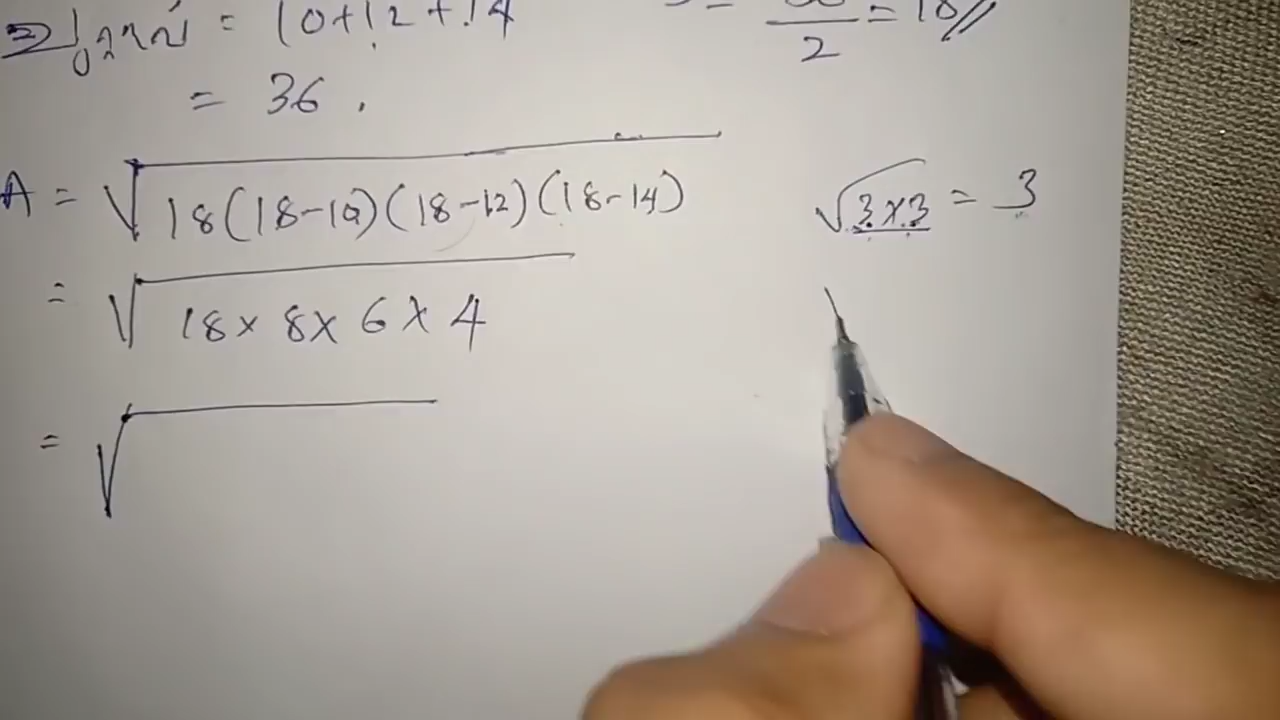 = 10+12+14
2 = 18//
= 36 .
A = √18(18-10)(18-12)(18-14)
√3×3 = 3
= √18× 8× 6× 4
= √